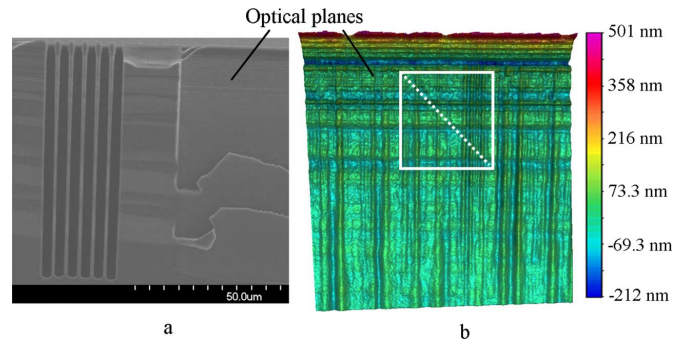 Optical planes
501 nm
358 nm
216 nm
73.3 nm
-69.3 nm
-212 nm
50.0um
a
b